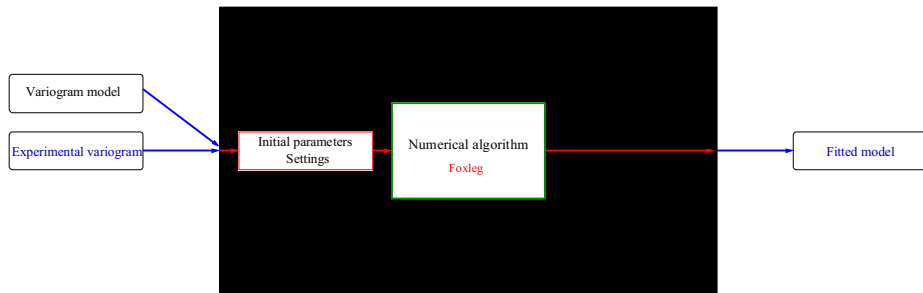 Variogram model
Experimental variogram
Initial parameters
Settings
Numerical algorithm
Foxleg
Fitted model